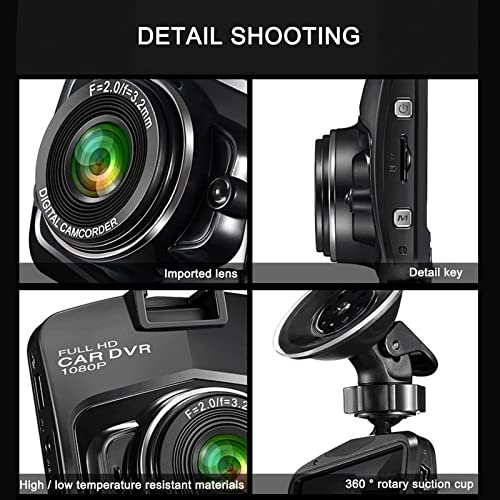 DETAIL SHOOTING
F=2.0/f=3.2mm
DIGITAL CAMCORDER
Imported lens
M
Detail key
FULL HD
CAR DVR
1080P
F=2.0/f=3.2
High / low temperature resistant materials
360 ° rotary suction cup